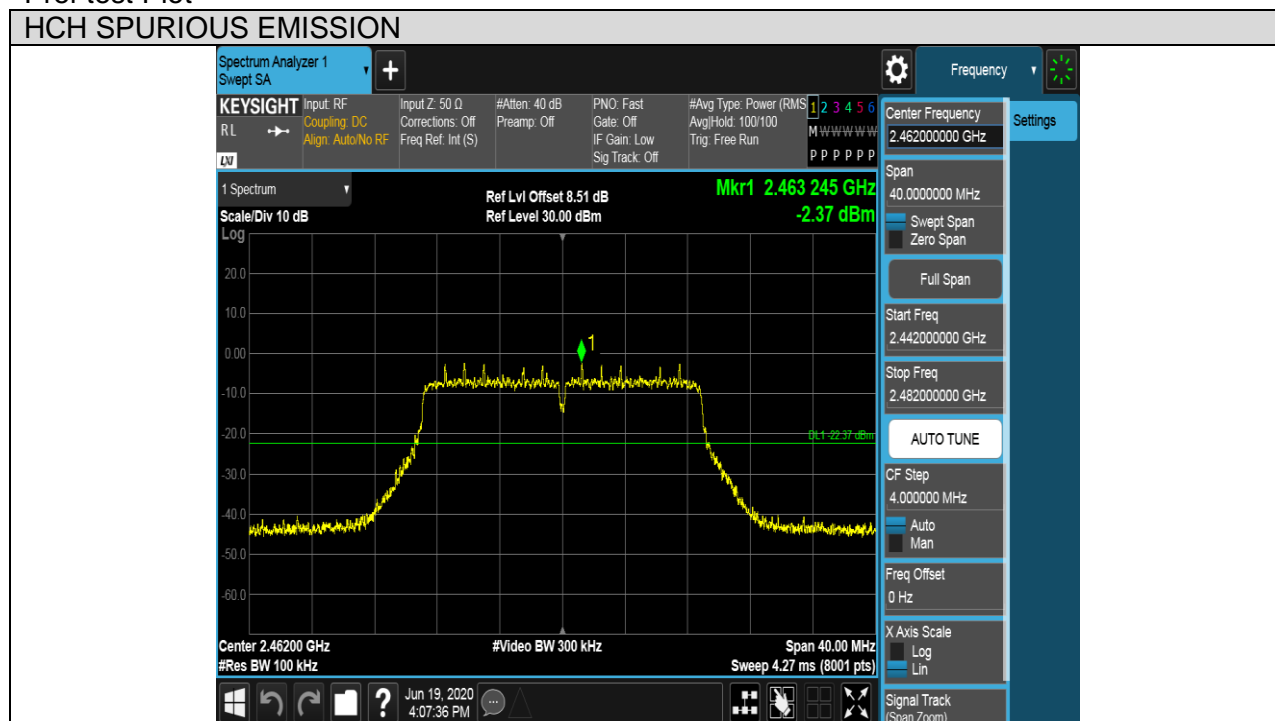 HCH SPURIOUS EMISSION
Spectrum Analyzer 1
Swept SA
+
Frequency
KEYSIGHT
RL
LXI
Input: RF
Coupling: DC
Align: Auto/No RF
Input Z: 50 Ω
Corrections: Off
Freq Ref: Int (S)
#Atten: 40 dB
Preamp: Off
PNO: Fast
Gate: Off
IF Gain: Low
Sig Track: Off
#Avg Type: Power (RMS
Avg|Hold: 100/100
Trig: Free Run
1 2 3 4 5 6
M W W W W W
P P P P P P
1 Spectrum
Scale/Div 10 dB
Ref Lvl Offset 8.51 dB
Ref Level 30.00 dBm
Mkr1 2.463 245 GHz
-2.37 dBm
Log
20.0
10.0
0.00
-10.0
-20.0
-30.0
-40.0
-50.0
-60.0
1
DL1 -22.37 dBm
Center 2.46200 GHz
#Res BW 100 kHz
#Video BW 300 kHz
Span 40.00 MHz
Sweep 4.27 ms (8001 pts)
?
Jun 19, 2020
4:07:36 PM
Center Frequency
2.462000000 GHz
Settings
Span
40.0000000 MHz
Swept Span
Zero Span
Full Span
Start Freq
2.442000000 GHz
Stop Freq
2.482000000 GHz
AUTO TUNE
CF Step
4.000000 MHz
Auto
Man
Freq Offset
0 Hz
X Axis Scale
Log
Lin
Signal Track
(Span Zoom)